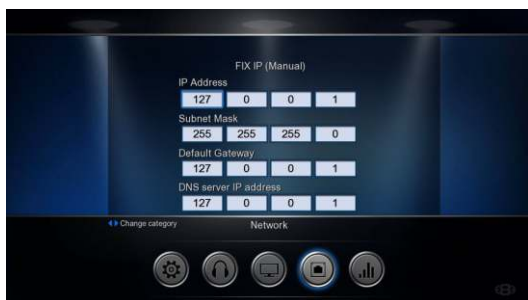 FIX IP (Manual)
IP Address
127 0 0 1
Subnet Mask
255 255 255 0
Default Gateway
127 0 0 1
DNS server IP address
127 0 0 1
Change category
Network